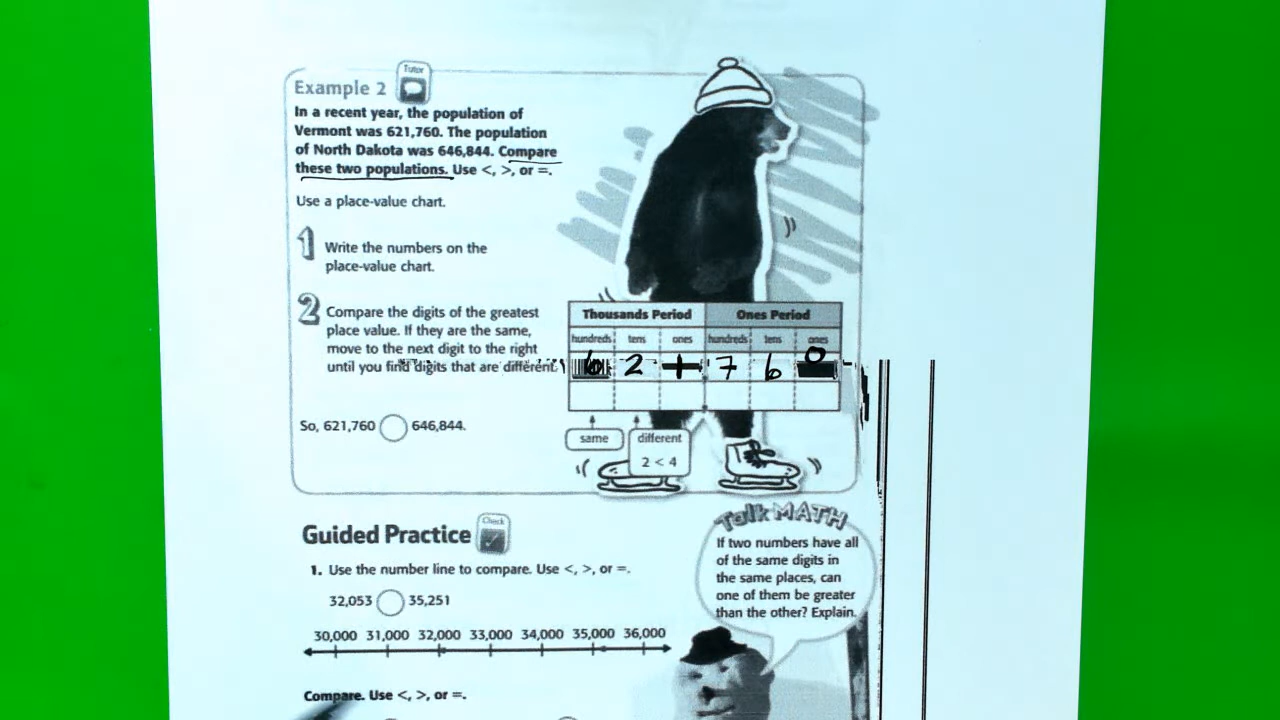 Tutor
Example 2
In a recent year, the population of
Vermont was 621,760. The population
of North Dakota was 646,844. Compare
these two populations. Use <, >, or =.
Use a place-value chart.
1 Write the numbers on the
place-value chart.
2 Compare the digits of the greatest
place value. If they are the same,
move to the next digit to the right
until you find digits that are different.
Thousands Period Ones Period
hundreds tens ones hundreds tens ones
6 2 1 7 6 0
same different
2 < 4
So, 621,760 646,844.
Guided Practice
Check
1. Use the number line to compare. Use <, >, or =.
32,053 35,251
30,000 31,000 32,000 33,000 34,000 35,000 36,000
Compare. Use <, >, or =.
Talk MATH
If two numbers have all
of the same digits in
the same places, can
one of them be greater
than the other? Explain.